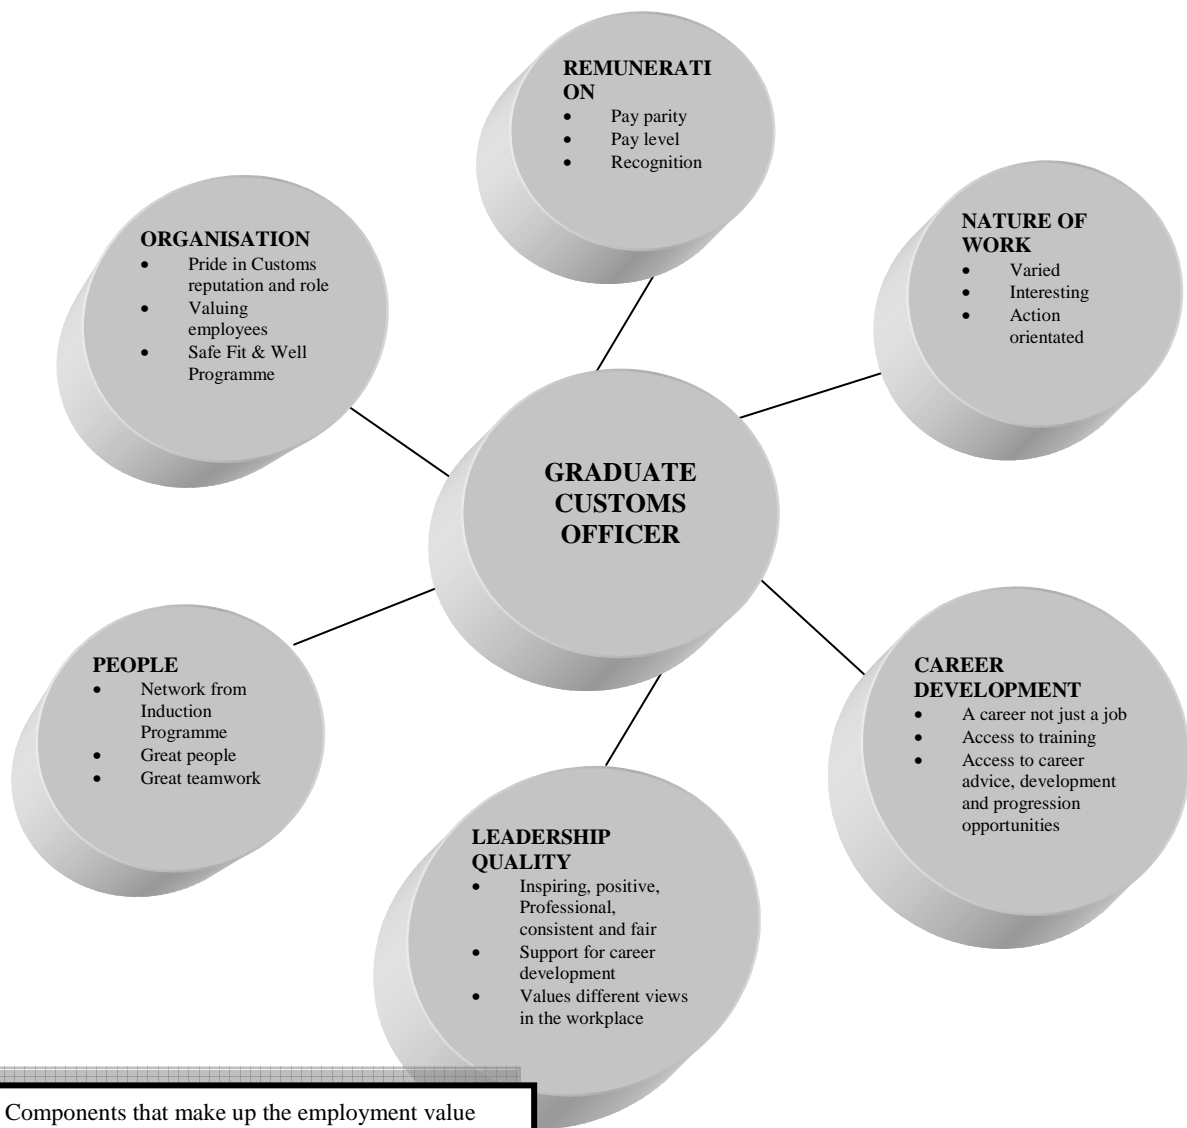 REMUNERATI
ON
• Pay parity
• Pay level
• Recognition
ORGANISATION
• Pride in Customs
reputation and role
• Valuing
employees
• Safe Fit & Well
Programme
NATURE OF
WORK
• Varied
• Interesting
• Action
orientated
GRADUATE
CUSTOMS
OFFICER
PEOPLE
• Network from
Induction
Programme
• Great people
• Great teamwork
CAREER
DEVELOPMENT
• A career not just a job
• Access to training
• Access to career
advice, development
and progression
opportunities
LEADERSHIP
QUALITY
• Inspiring, positive,
Professional,
consistent and fair
• Support for career
development
• Values different views
in the workplace
Components that make up the employment value